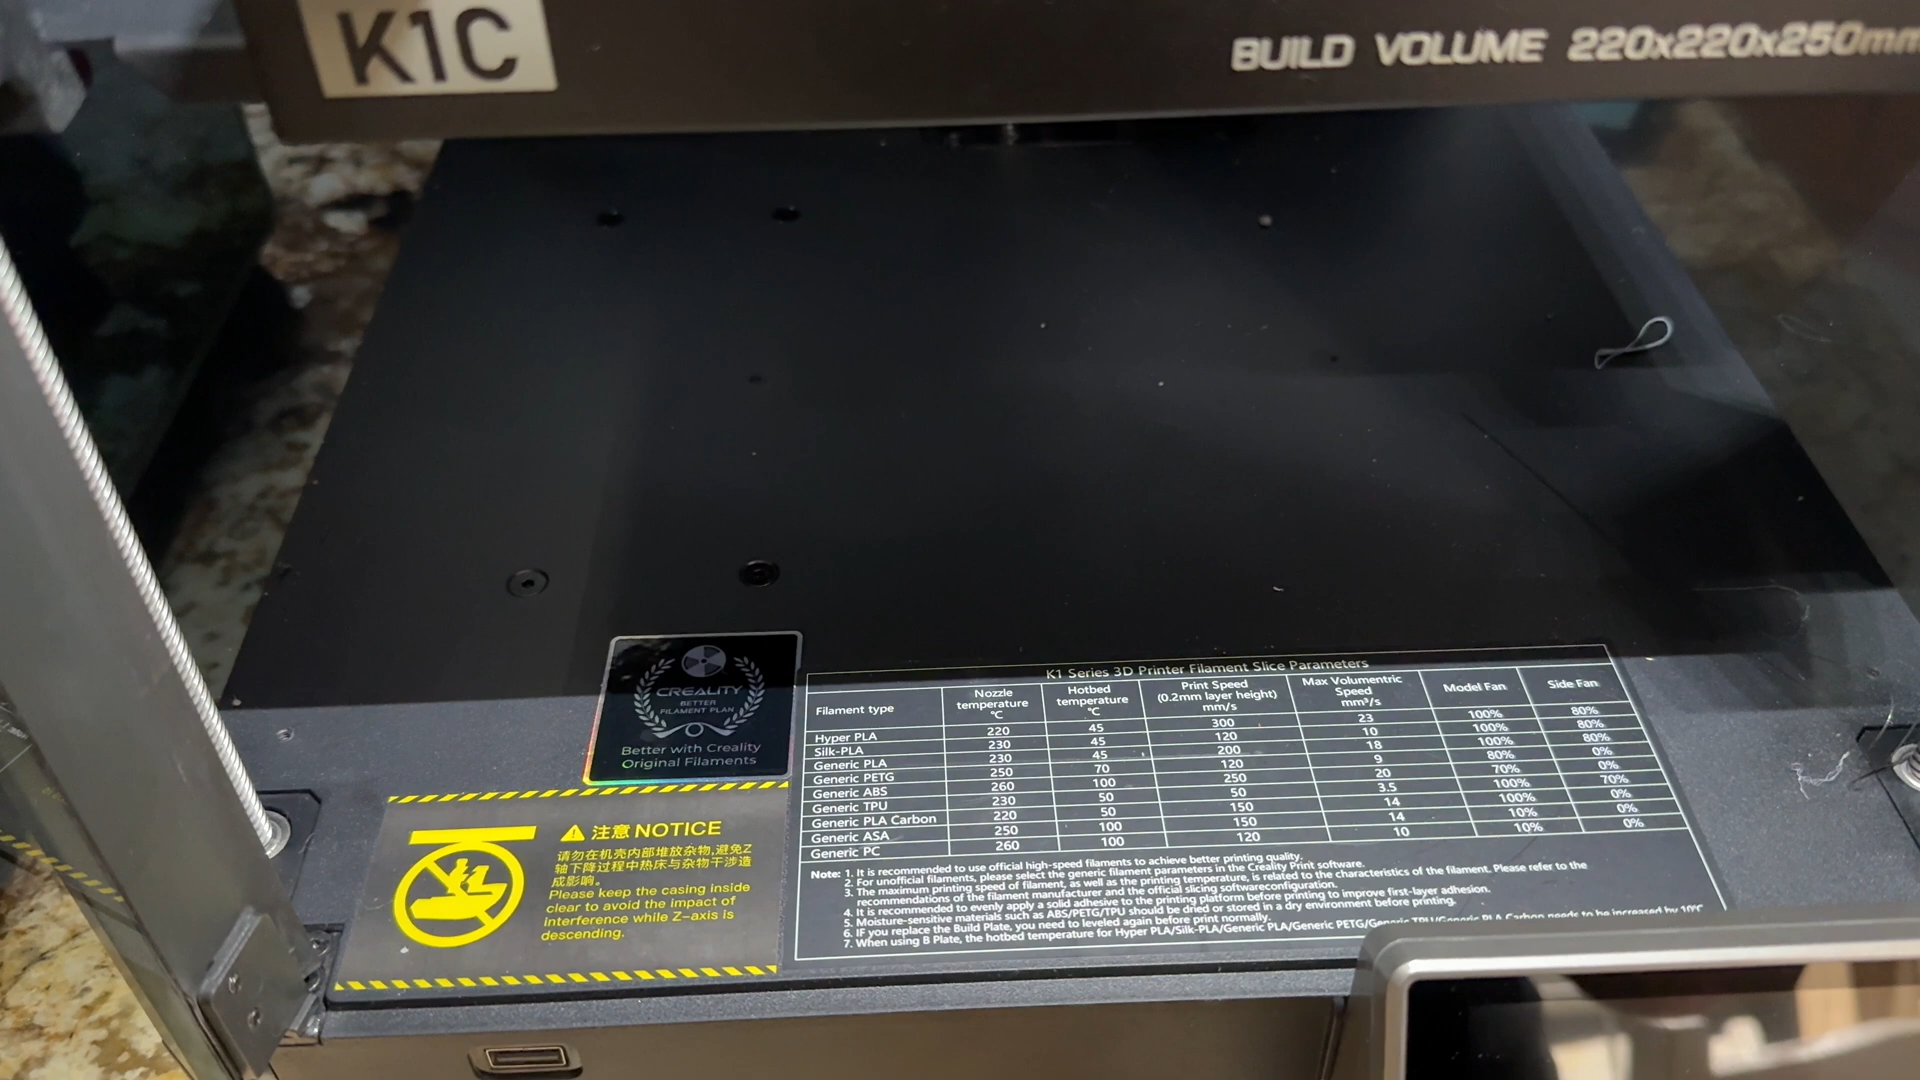 K1C
BUILD VOLUME 220x220x250mm
CREALITY
BETTER
FILAMENT PLAN
Better with Creality
Original Filaments
注意 NOTICE
请勿在机壳内部堆放杂物,避免Z
轴下降过程中热床与杂物干涉造
成影响。
Please keep the casing inside
clear to avoid the impact of
interference while Z-axis is
descending.
K1 Series 3D Printer Filament Slice Parameters
Filament type Nozzle temperature ℃ Hotbed temperature ℃ Print Speed (0.2mm layer height) mm/s Max Volumentric Speed mm³/s Model Fan Side Fan
Hyper PLA 220 45 300 23 100% 80%
Silk-PLA 230 45 120 10 100% 80%
Generic PLA 230 45 200 18 100% 80%
Generic PETG 250 70 120 9 80% 0%
Generic ABS 260 100 250 20 70% 0%
Generic TPU 230 50 50 3.5 100% 70%
Generic PLA Carbon 220 50 150 14 100% 0%
Generic ASA 250 100 150 14 10% 0%
Generic PC 260 100 120 10 10% 0%
Note: 1. It is recommended to use official high-speed filaments to achieve better printing quality.
2. For unofficial filaments, please select the generic filament parameters in the Creality Print software.
3. The maximum printing speed of filament, as well as the printing temperature, is related to the characteristics of the filament. Please refer to the
recommendations of the filament manufacturer and the official slicing softwareconfiguration.
4. It is recommended to evenly apply a solid adhesive to the printing platform before printing to improve first-layer adhesion.
5. Moisture-sensitive materials such as ABS/PETG/TPU should be dried or stored in a dry environment before printing.
6. IF you replace the Build Plate, you need to leveled again before print normally.
7. When using B Plate, the hotbed temperature for Hyper PLA/Silk-PLA/Generic PLA/Generic PETG/Generic TPU/Generic PLA Carbon needs to be increased by 10℃